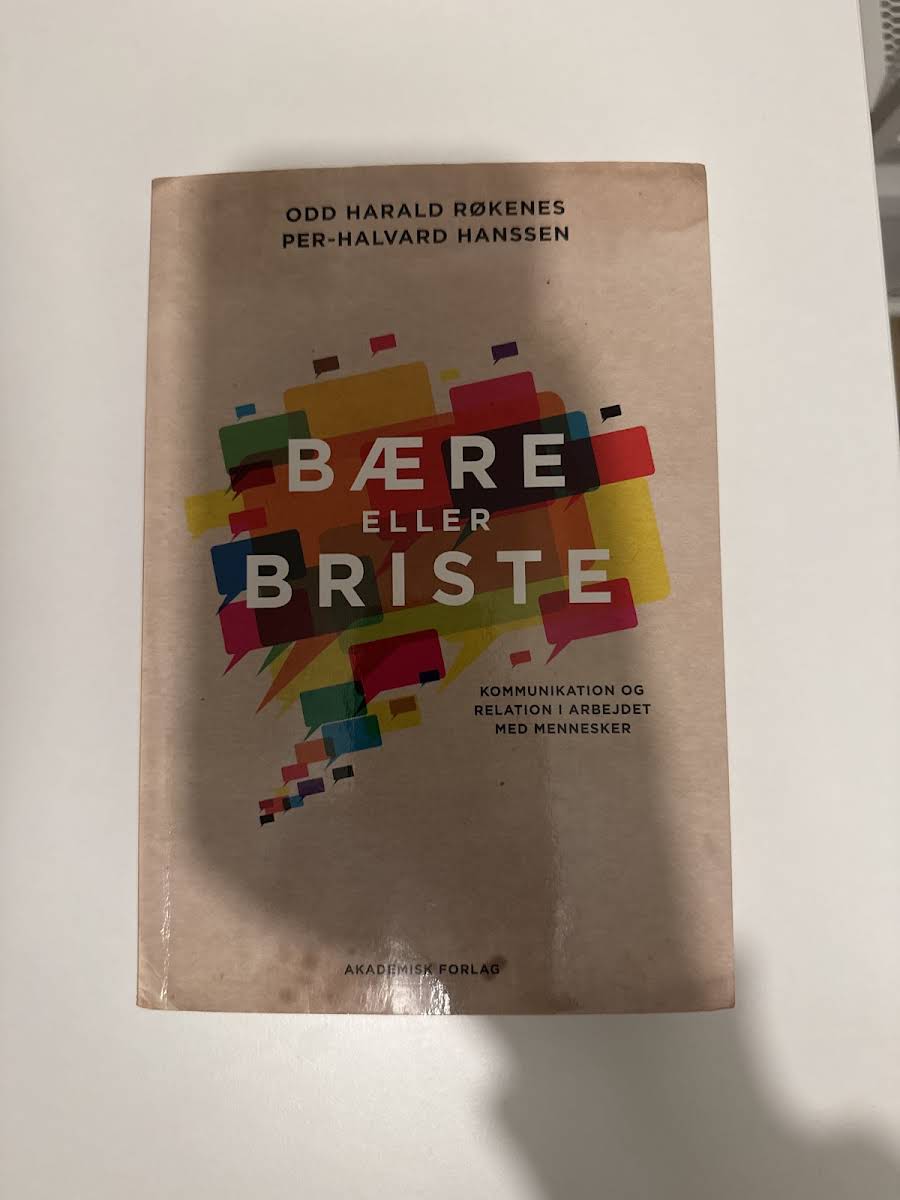 ODD HARALD RØKENES
PER-HALVARD HANSSEN
BÆRE
ELLER
BRISTE
KOMMUNIKATION OG
RELATION I ARBEJDET
MED MENNESKER
AKADEMISK FORLAG